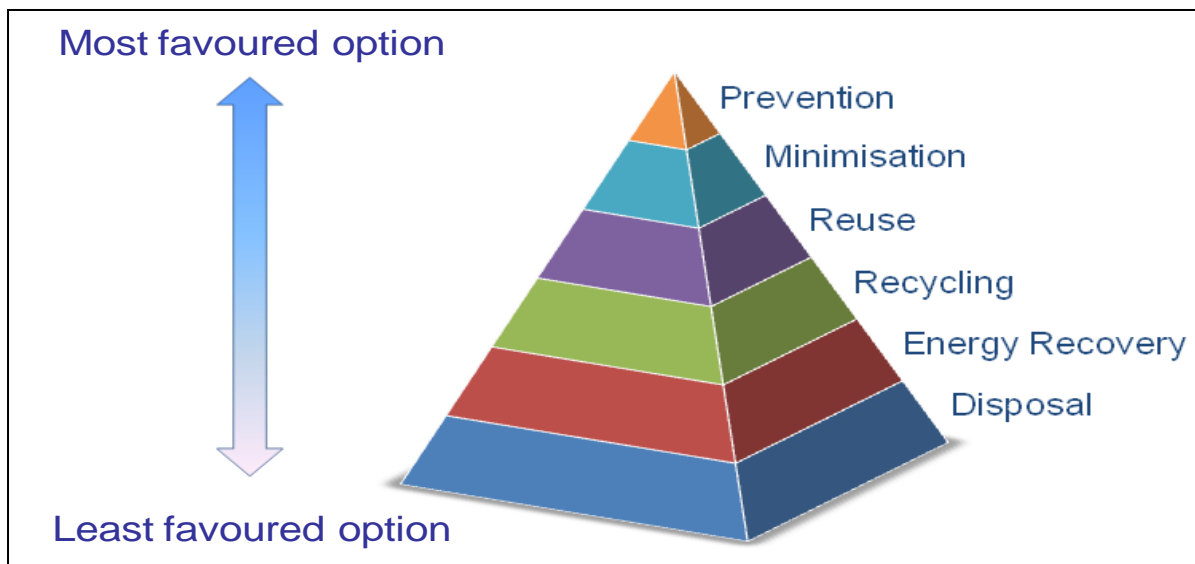 Most favoured option
Prevention
Minimisation
Reuse
Recycling
Energy Recovery
Disposal
Least favoured option